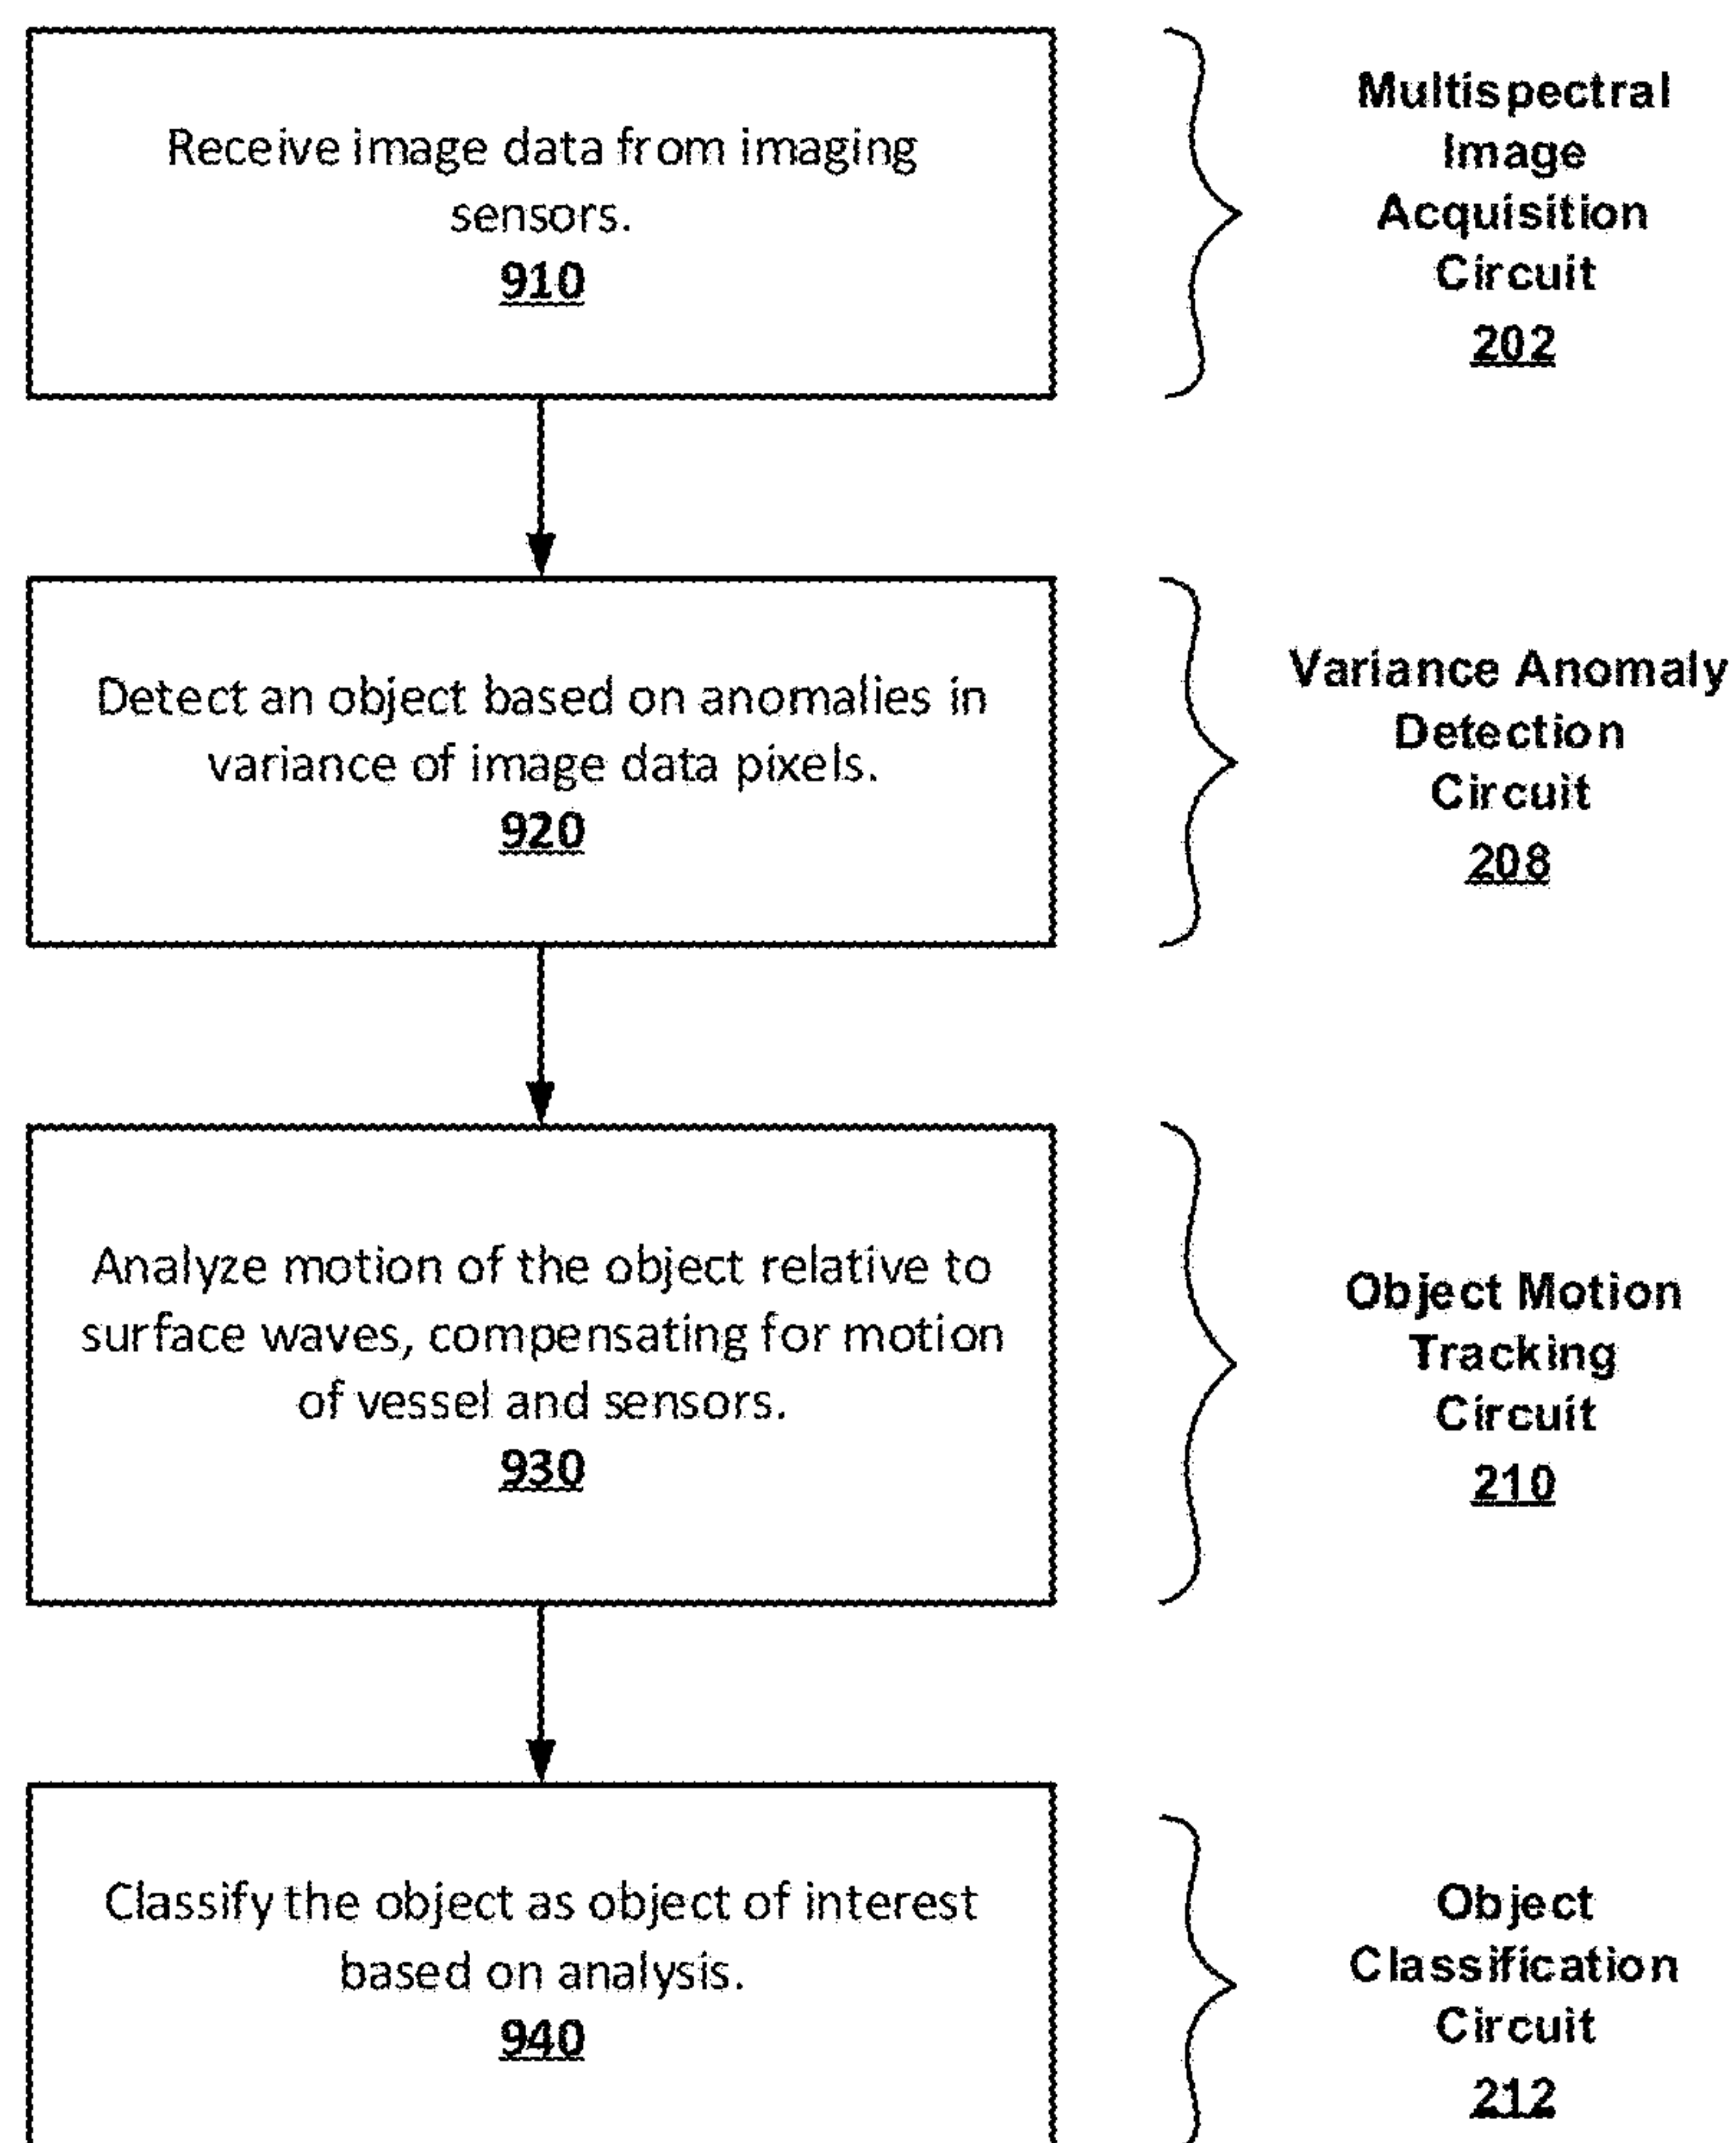 Receive image data from imaging
sensors.
910
Multispectral
Image
Acquisition
Circuit
202
Detect an object based on anomalies in
variance of image data pixels.
920
Variance Anomaly
Detection
Circuit
208
Analyze motion of the object relative to
surface waves, compensating for motion
of vessel and sensors.
930
Object Motion
Tracking
Circuit
210
Classify the object as object of interest
based on analysis.
940
Object
Classification
Circuit
212